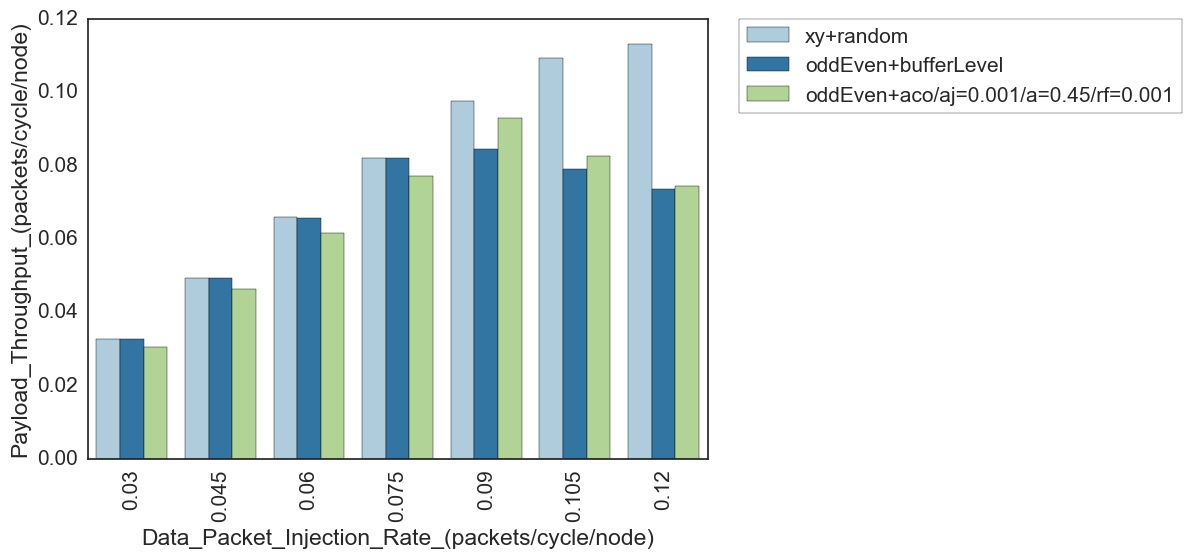 0.12
0.10
0.08
0.06
0.04
0.02
0.00
Payload_Throughput_(packets/cycle/node)
0.03
0.045
0.06
0.075
0.09
0.105
0.12
Data_Packet_Injection_Rate_(packets/cycle/node)
xy+random
oddEven+bufferLevel
oddEven+aco/aj=0.001/a=0.45/rf=0.001